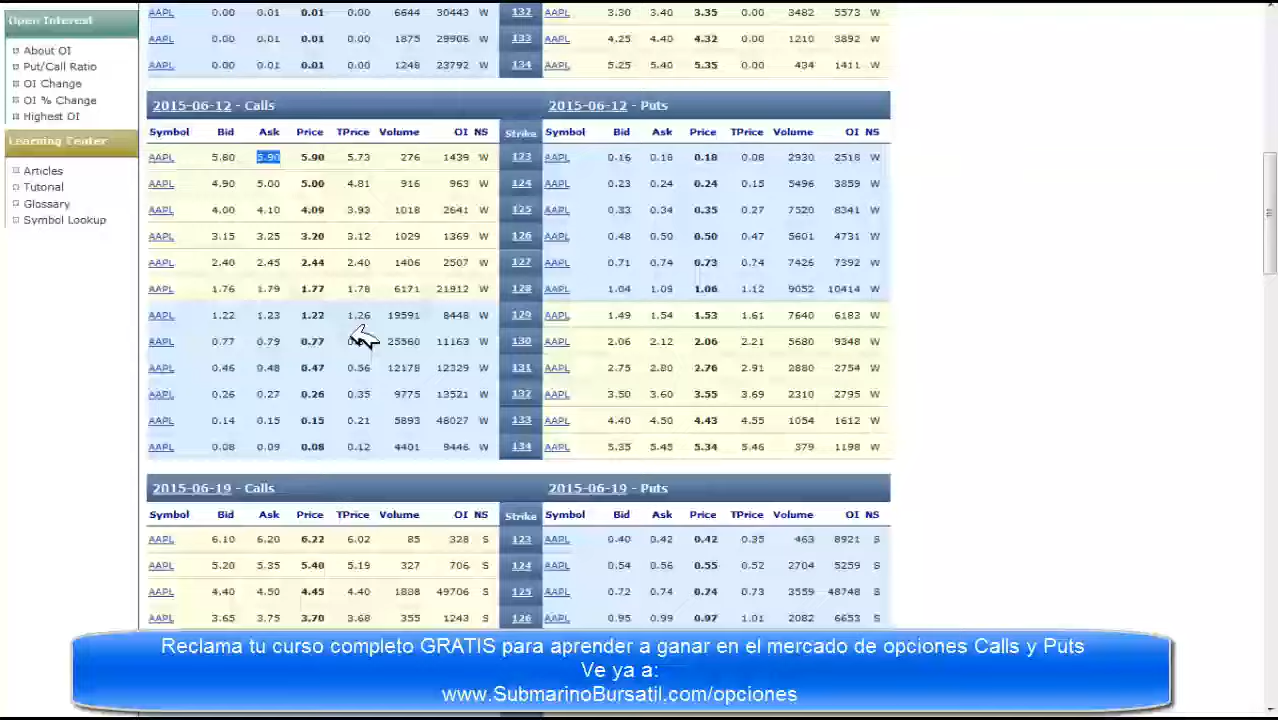 Open Interest
About OI
Put/Call Ratio
OI Change
OI % Change
Highest OI
Learning Center
Articles
Tutorial
Glossary
Symbol Lookup
AAPL 0.00 0.01 0.01 0.00 6644 30443 W 132 AAPL 3.30 3.40 3.35 0.00 3482 5573 W
AAPL 0.00 0.01 0.01 0.00 1875 29906 W 133 AAPL 4.25 4.40 4.32 0.00 1210 3892 W
AAPL 0.00 0.01 0.01 0.00 1248 23792 W 134 AAPL 5.25 5.40 5.35 0.00 434 1411 W
2015-06-12 - Calls 2015-06-12 - Puts
Symbol Bid Ask Price TPrice Volume OI NS Strike Symbol Bid Ask Price TPrice Volume OI NS
AAPL 5.80 5.90 5.90 5.73 276 1439 W 123 AAPL 0.16 0.18 0.18 0.08 2930 2518 W
AAPL 4.90 5.00 5.00 4.81 916 963 W 124 AAPL 0.23 0.24 0.24 0.15 5496 3859 W
AAPL 4.00 4.10 4.09 3.93 1018 2641 W 125 AAPL 0.33 0.34 0.35 0.27 7520 8341 W
AAPL 3.15 3.25 3.20 3.12 1029 1369 W 126 AAPL 0.48 0.50 0.50 0.47 5601 4731 W
AAPL 2.40 2.45 2.44 2.40 1406 2507 W 127 AAPL 0.71 0.74 0.73 0.74 7426 7392 W
AAPL 1.76 1.79 1.77 1.78 6171 21912 W 128 AAPL 1.04 1.09 1.06 1.12 9052 10414 W
AAPL 1.22 1.23 1.22 1.26 19591 8448 W 129 AAPL 1.49 1.54 1.53 1.61 7640 6183 W
AAPL 0.77 0.79 0.77 25560 11163 W 130 AAPL 2.06 2.12 2.06 2.21 5680 9348 W
AAPL 0.46 0.48 0.47 0.56 12178 12329 W 131 AAPL 2.75 2.80 2.76 2.91 2880 2754 W
AAPL 0.26 0.27 0.26 0.35 9775 13521 W 132 AAPL 3.50 3.60 3.55 3.69 2310 2795 W
AAPL 0.14 0.15 0.15 0.21 5893 48027 W 133 AAPL 4.40 4.50 4.43 4.55 1054 1612 W
AAPL 0.08 0.09 0.08 0.12 4401 9446 W 134 AAPL 5.35 5.45 5.34 5.46 379 1198 W
2015-06-19 - Calls 2015-06-19 - Puts
Symbol Bid Ask Price TPrice Volume OI NS Strike Symbol Bid Ask Price TPrice Volume OI NS
AAPL 6.10 6.20 6.22 6.02 85 328 S 123 AAPL 0.40 0.42 0.42 0.35 463 8921 S
AAPL 5.20 5.35 5.40 5.19 327 706 S 124 AAPL 0.54 0.56 0.55 0.52 2704 5259 S
AAPL 4.40 4.50 4.45 4.40 1808 49706 S 125 AAPL 0.72 0.74 0.74 0.73 3559 48748 S
AAPL 3.65 3.75 3.70 3.68 355 1243 S 126 AAPL 0.95 0.99 0.97 1.01 2082 6653 S
Reclama tu curso completo GRATIS para aprender a ganar en el mercado de opciones Calls y Puts
Ve ya a:
www.SubmarinoBursatil.com/opciones